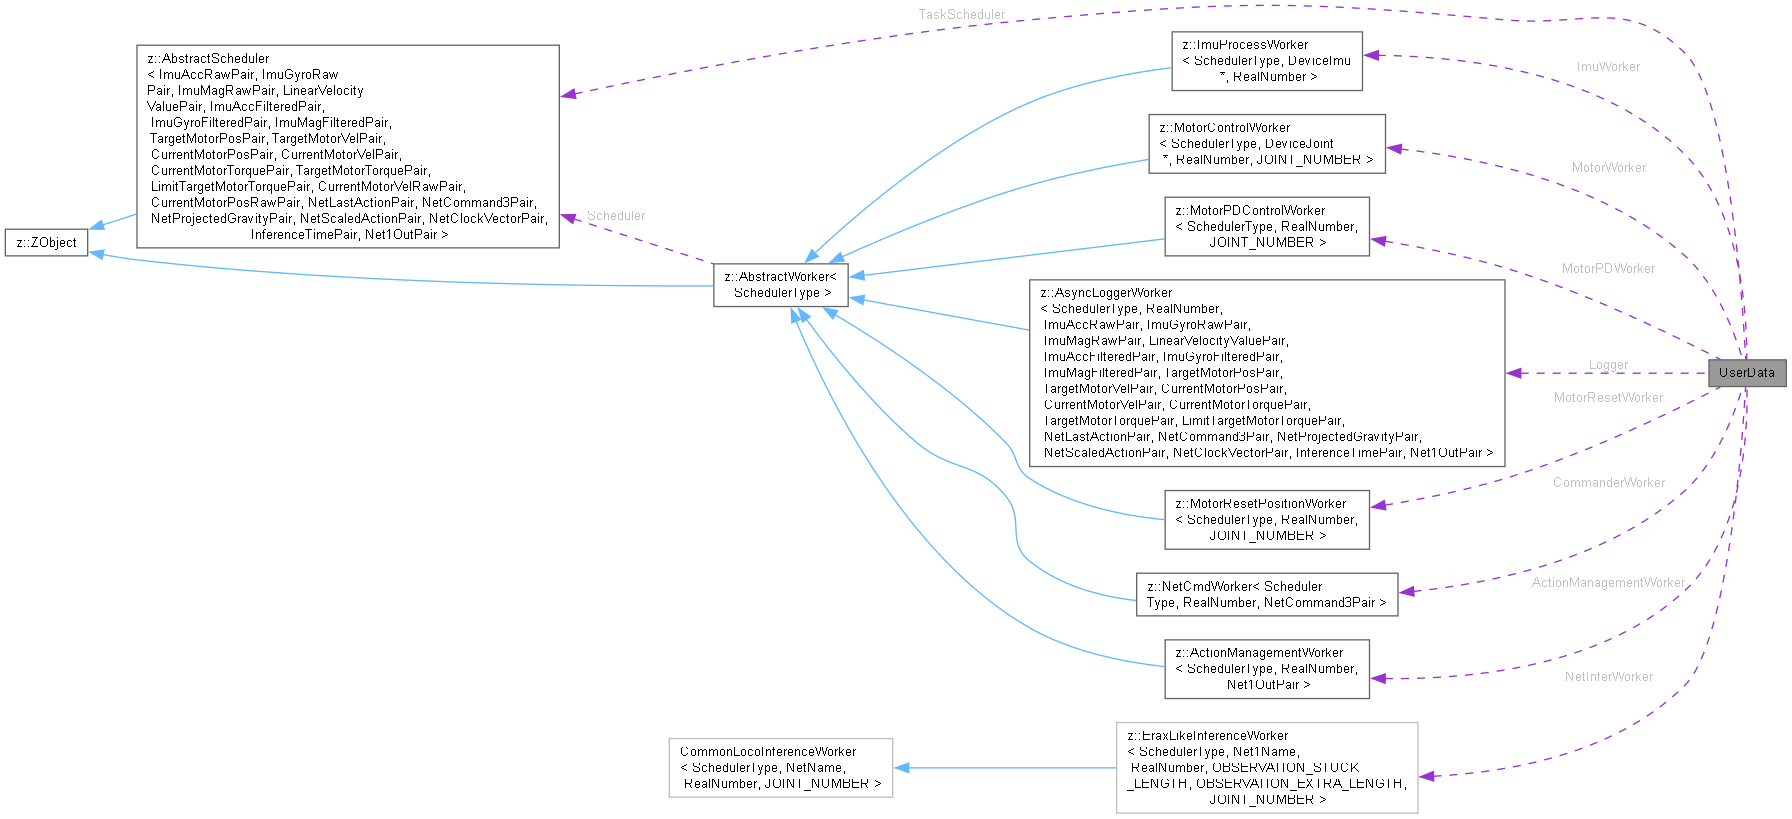 TaskScheduler
z::AbstractScheduler
< ImuAccRawPair, ImuGyroRaw
Pair, ImuMagRawPair, LinearVelocity
ValuePair, ImuAccFilteredPair,
ImuGyroFilteredPair, ImuMagFilteredPair,
TargetMotorPosPair, TargetMotorVelPair,
CurrentMotorPosPair, CurrentMotorVelPair,
CurrentMotorTorquePair, TargetMotorTorquePair,
LimitTargetMotorTorquePair, CurrentMotorVelRawPair,
CurrentMotorPosRawPair, NetLastActionPair, NetCommand3Pair,
NetProjectedGravityPair, NetScaledActionPair, NetClockVectorPair,
InferenceTimePair, Net1OutPair >
z::ZObject
Scheduler
z::AbstractWorker<
SchedulerType >
z::ImuProcessWorker
< SchedulerType, DeviceImu
*, RealNumber >
ImuWorker
z::MotorControlWorker
< SchedulerType, DeviceJoint
*, RealNumber, JOINT_NUMBER >
MotorWorker
z::MotorPDControlWorker
< SchedulerType, RealNumber,
JOINT_NUMBER >
MotorPDWorker
z::AsyncLoggerWorker
< SchedulerType, RealNumber,
ImuAccRawPair, ImuGyroRawPair,
ImuMagRawPair, LinearVelocityValuePair,
ImuAccFilteredPair, ImuGyroFilteredPair,
ImuMagFilteredPair, TargetMotorPosPair,
TargetMotorVelPair, CurrentMotorPosPair,
CurrentMotorVelPair, CurrentMotorTorquePair,
TargetMotorTorquePair, LimitTargetMotorTorquePair,
NetLastActionPair, NetCommand3Pair, NetProjectedGravityPair,
NetScaledActionPair, NetClockVectorPair, InferenceTimePair, Net1OutPair >
Logger
UserData
MotorResetWorker
z::MotorResetPositionWorker
< SchedulerType, RealNumber,
JOINT_NUMBER >
CommanderWorker
z::NetCmdWorker< Scheduler
Type, RealNumber, NetCommand3Pair >
ActionManagementWorker
z::ActionManagementWorker
< SchedulerType, RealNumber,
Net1OutPair >
NetInferWorker
z::EraxLikeInferenceWorker
< SchedulerType, Net1Name,
RealNumber, OBSERVATION_STUCK
_LENGTH, OBSERVATION_EXTRA_LENGTH,
JOINT_NUMBER >
CommonLocoInferenceWorker
< SchedulerType, NetName,
RealNumber, JOINT_NUMBER >